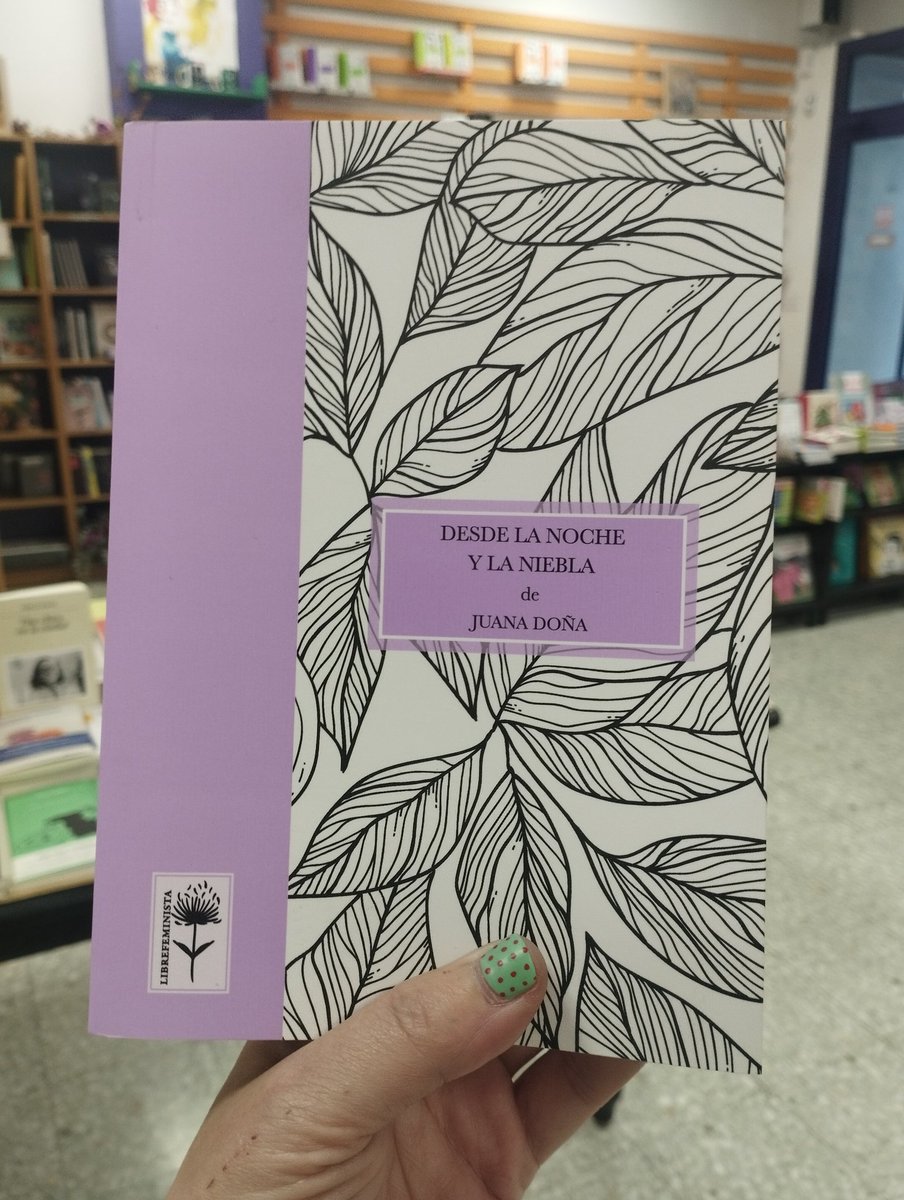 DESDE LA NOCHE
Y LA NIEBLA
de
JUANA DOÑA
LIBREFEMINISTA